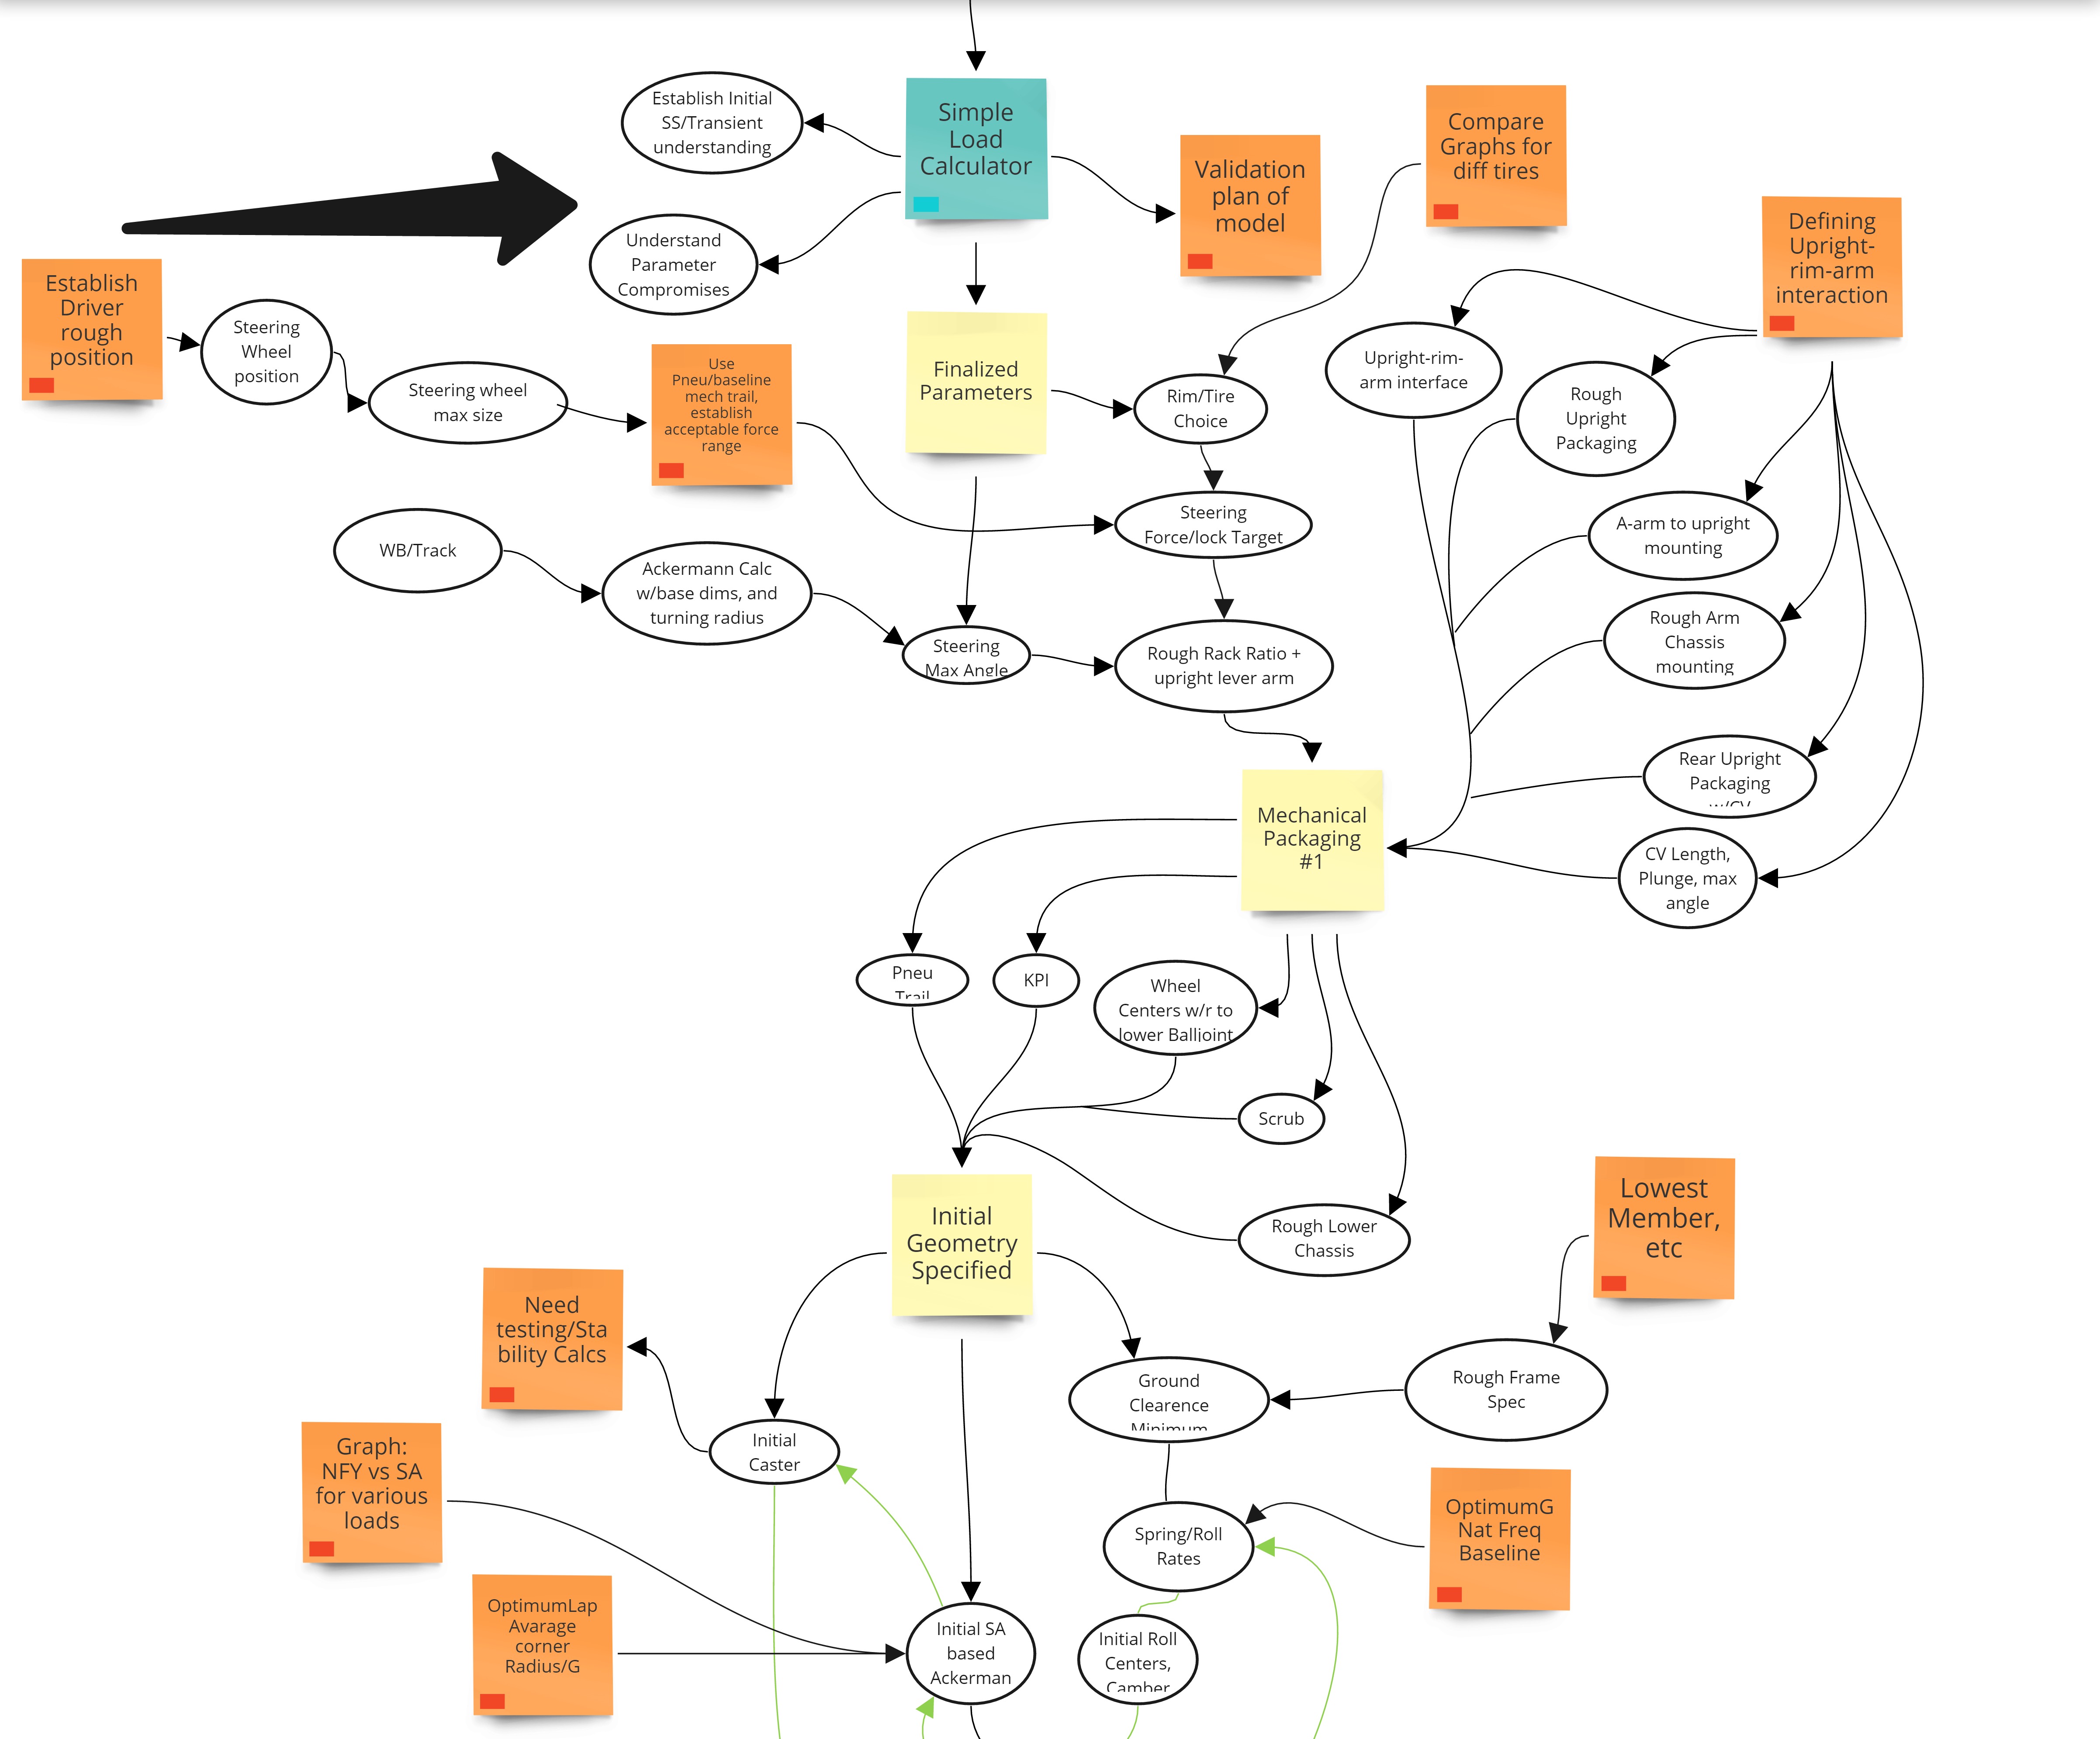 Establish Initial
SS/Transient
understanding
Simple
Load
Calculator
Compare
Graphs for
diff tires
Validation
plan of
model
Defining
Upright-
rim-arm
interaction
Understand
Parameter
Compromises
Establish
Driver
rough
position
Steering
Wheel
position
Steering wheel
max size
Use
Pneu/baseline
mech trail,
establish
acceptable force
range
Finalized
Parameters
Rim/Tire
Choice
Upright-rim-
arm interface
Rough
Upright
Packaging
WB/Track
Steering
Force/lock Target
A-arm to upright
mounting
Ackermann Calc
w/base dims, and
turning radius
Steering
Max Angle
Rough Rack Ratio +
upright lever arm
Rough Arm
Chassis
mounting
Rear Upright
Packaging
w/CV
Mechanical
Packaging
#1
CV Length,
Plunge, max
angle
Pneu
Trail
KPI
Wheel
Centers w/r to
lower Balljoint
Scrub
Initial
Geometry
Specified
Rough Lower
Chassis
Lowest
Member,
etc
Need
testing/Sta
bility Calcs
Ground
Clearence
Minimum
Rough Frame
Spec
Initial
Caster
Graph:
NFY vs SA
for various
loads
Spring/Roll
Rates
OptimumG
Nat Freq
Baseline
OptimumLap
Avarage
corner
Radius/G
Initial SA
based
Ackerman
Initial Roll
Centers,
Camber